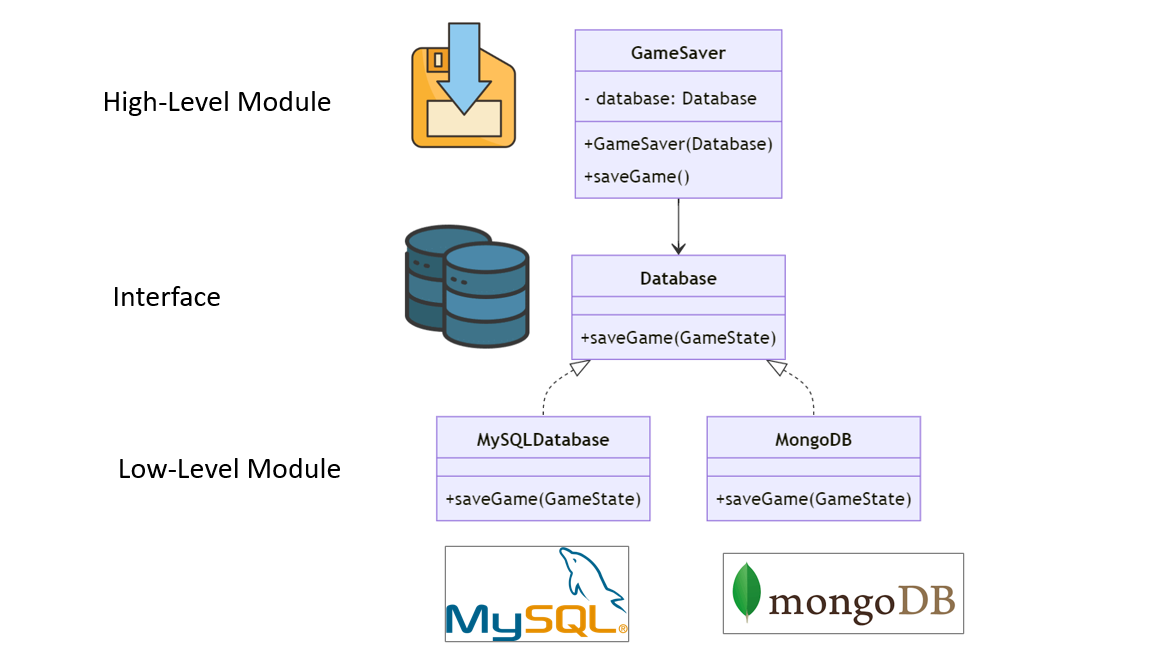 High-Level Module
GameSaver
- database: Database
+GameSaver(Database)
+saveGame()
Interface
Database
+saveGame(GameState)
Low-Level Module
MySQLDatabase
+saveGame(GameState)
MongoDB
+saveGame(GameState)
MySQL®
mongoDB